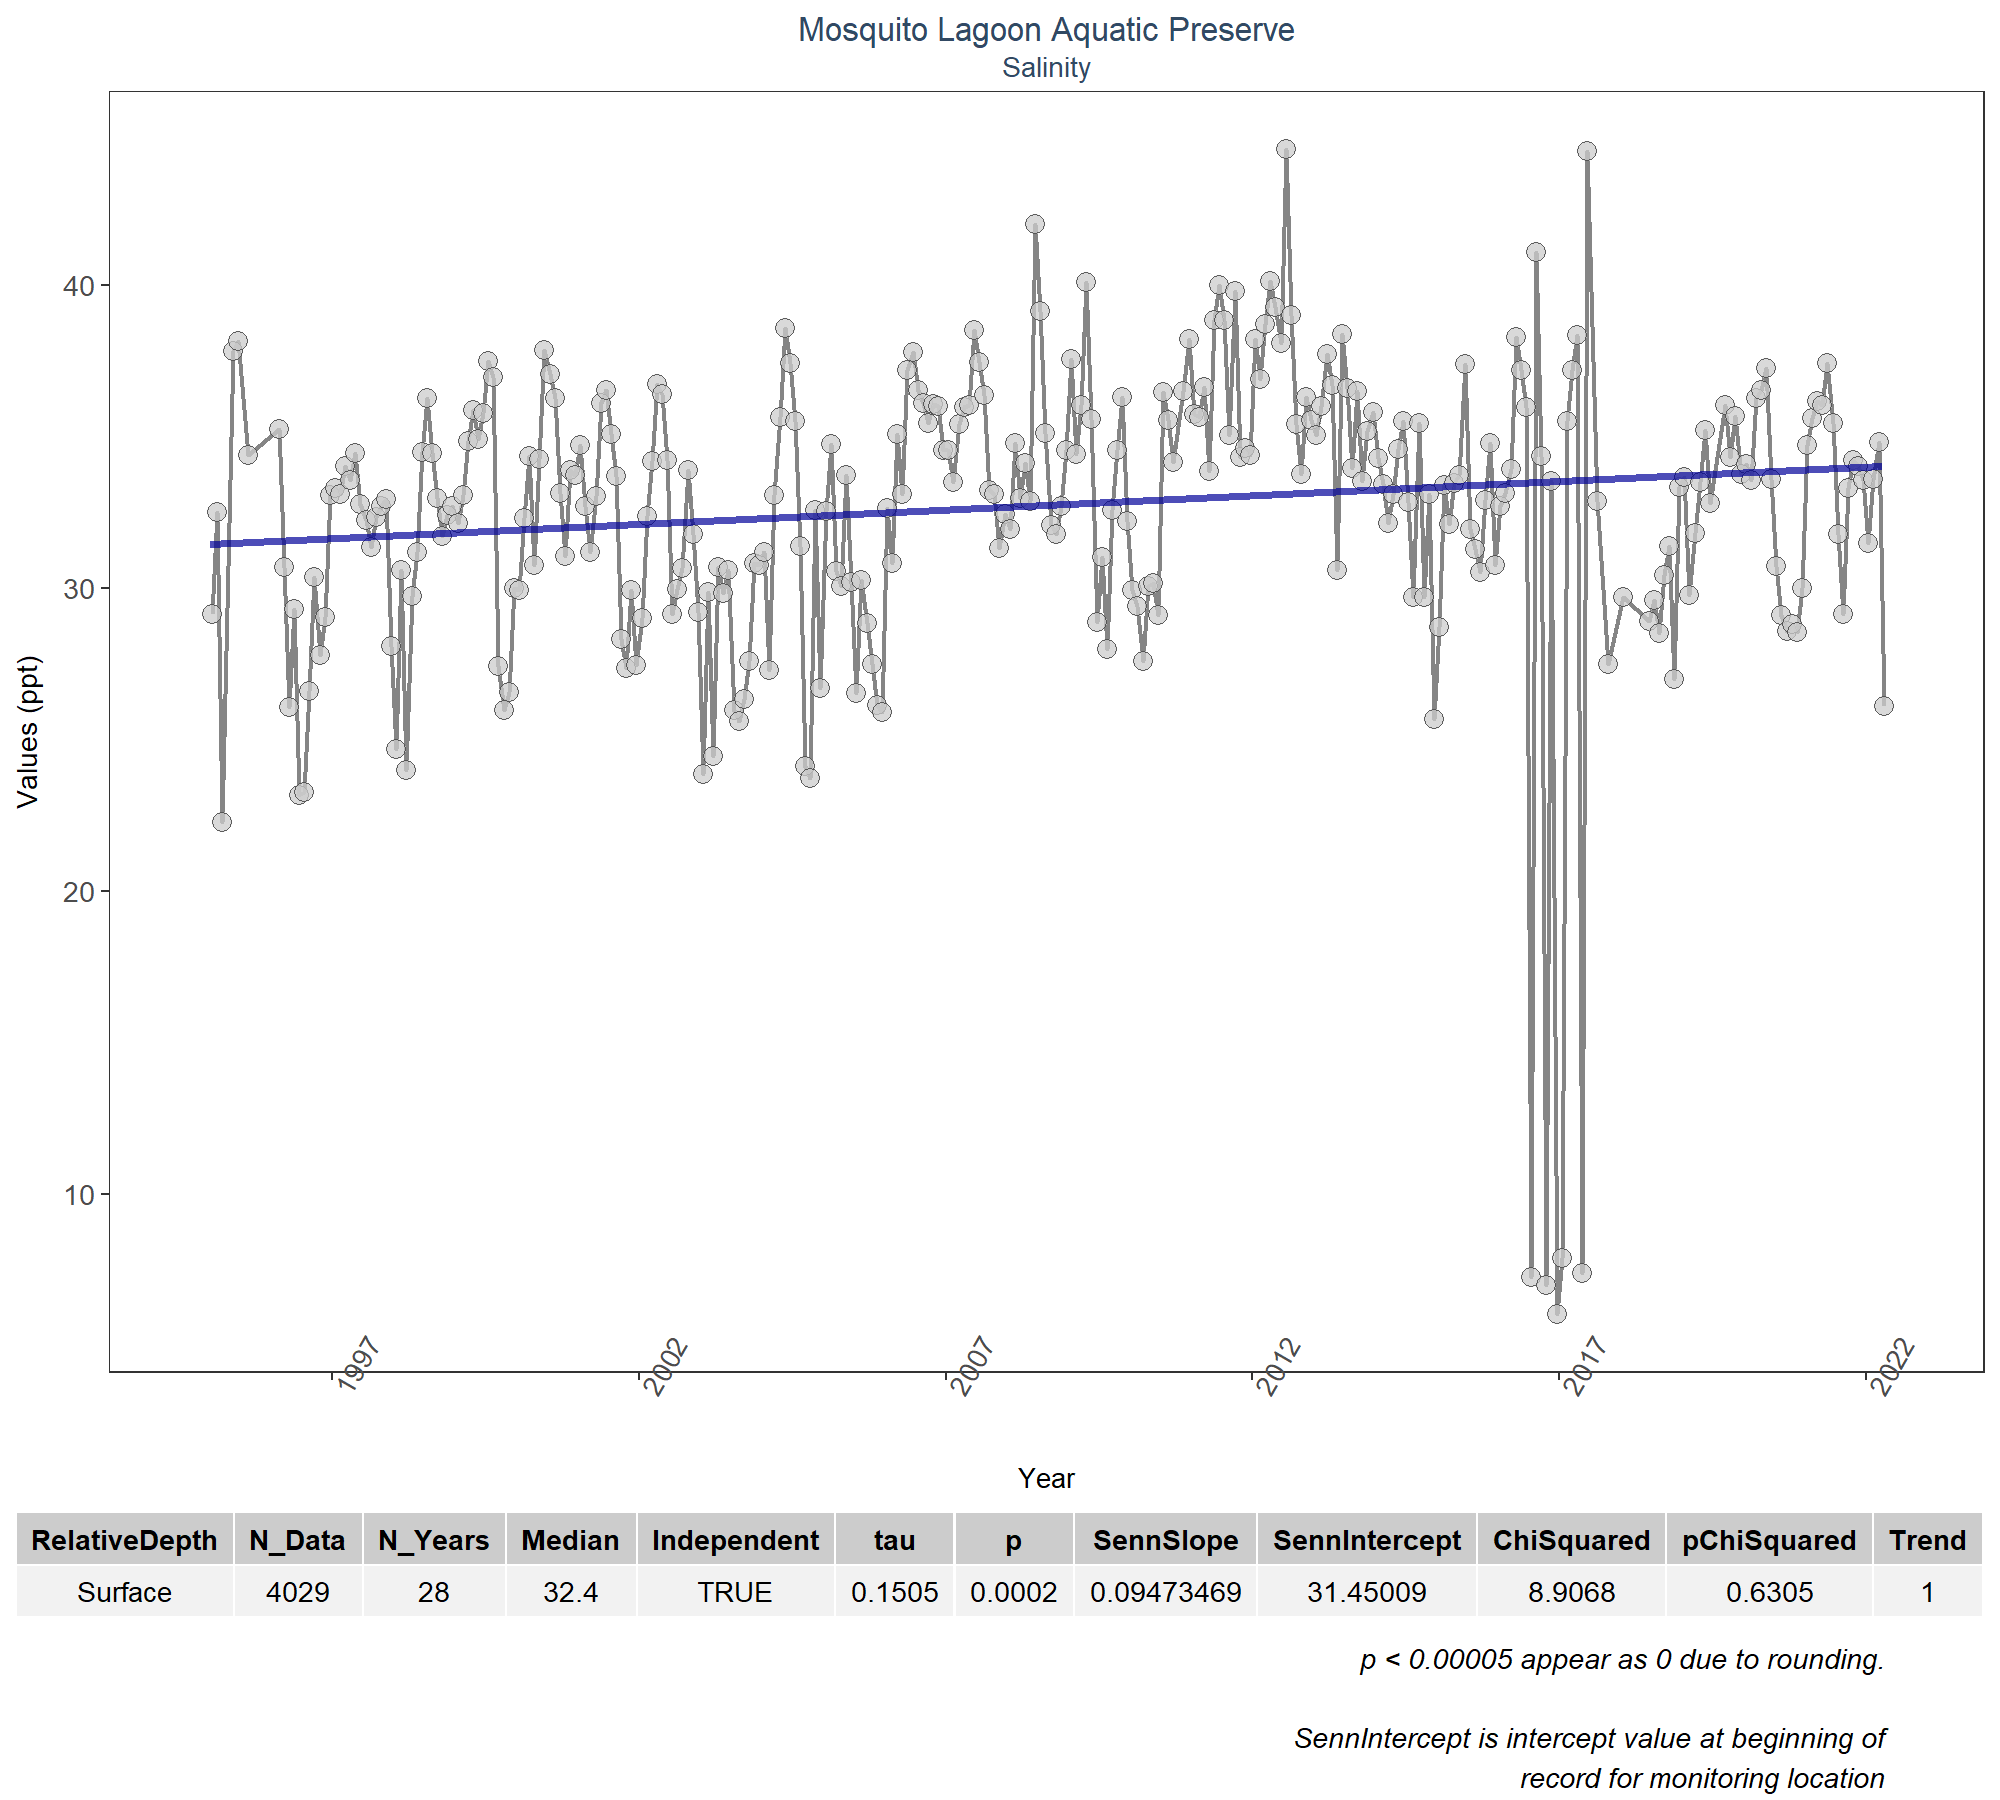 Mosquito Lagoon Aquatic Preserve
Salinity
Values (ppt)
40
30
20
10
1997 2002 2007 2012 2017 2022
Year
RelativeDepth N_Data N_Years Median Independent tau p SennSlope SennIntercept ChiSquared pChiSquared Trend
Surface 4029 28 32.4 TRUE 0.1505 0.0002 0.09473469 31.45009 8.9068 0.6305 1
p < 0.00005 appear as 0 due to rounding.
SennIntercept is intercept value at beginning of
record for monitoring location